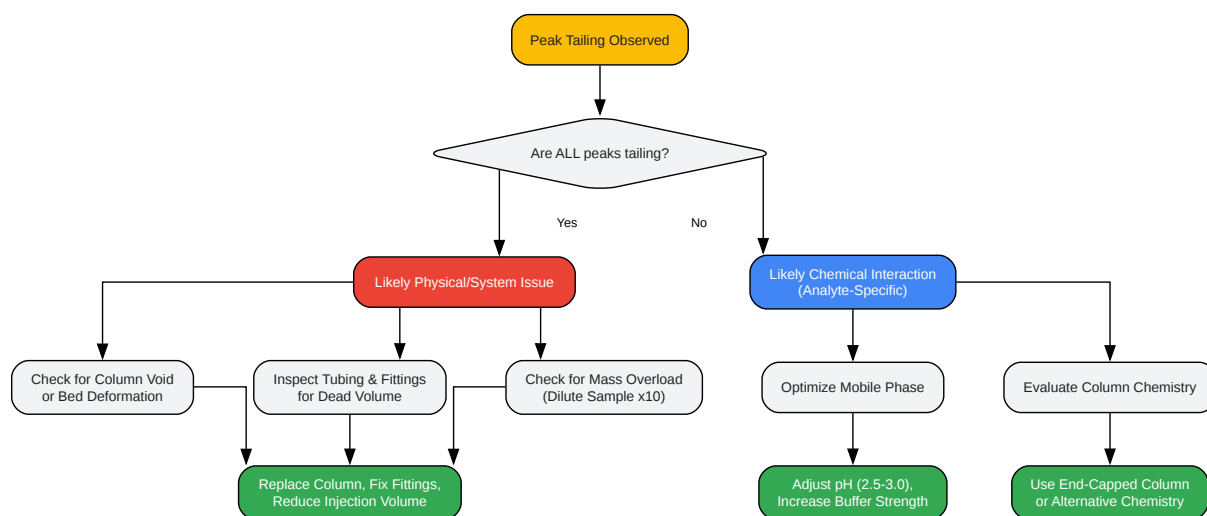 Peak Tailing Observed
Are ALL peaks tailing?
Yes
No
Likely Physical/System Issue
Likely Chemical Interaction
(Analyte-Specific)
Check for Column Void
or Bed Deformation
Inspect Tubing & Fittings
for Dead Volume
Check for Mass Overload
(Dilute Sample x10)
Optimize Mobile Phase
Evaluate Column Chemistry
Replace Column, Fix Fittings,
Reduce Injection Volume
Adjust pH (2.5-3.0),
Increase Buffer Strength
Use End-Capped Column
or Alternative Chemistry